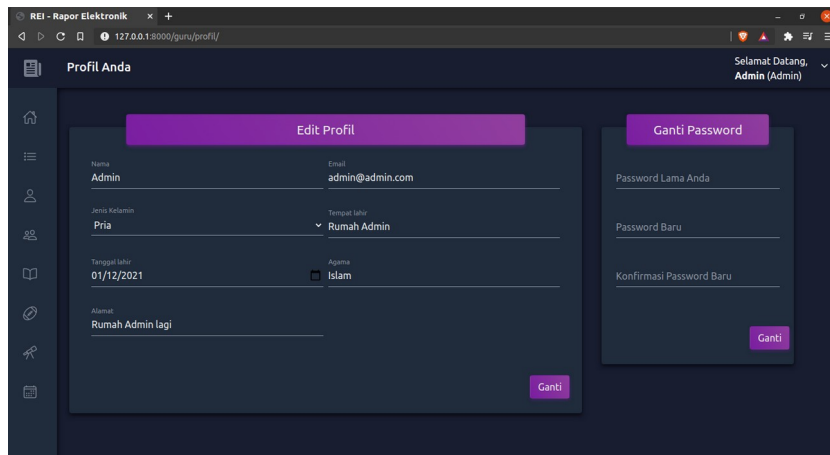 REI - Rapor Elektronik
127.0.0.1:8000/guru/profil/
Profil Anda
Selamat Datang,
Admin (Admin)
Edit Profil
Nama
Admin
Email
admin@admin.com
Jenis Kelamin
Pria
Tempat lahir
Rumah Admin
Tanggal lahir
01/12/2021
Agama
Islam
Alamat
Rumah Admin lagi
Ganti
Ganti Password
Password Lama Anda
Password Baru
Konfirmasi Password Baru
Ganti